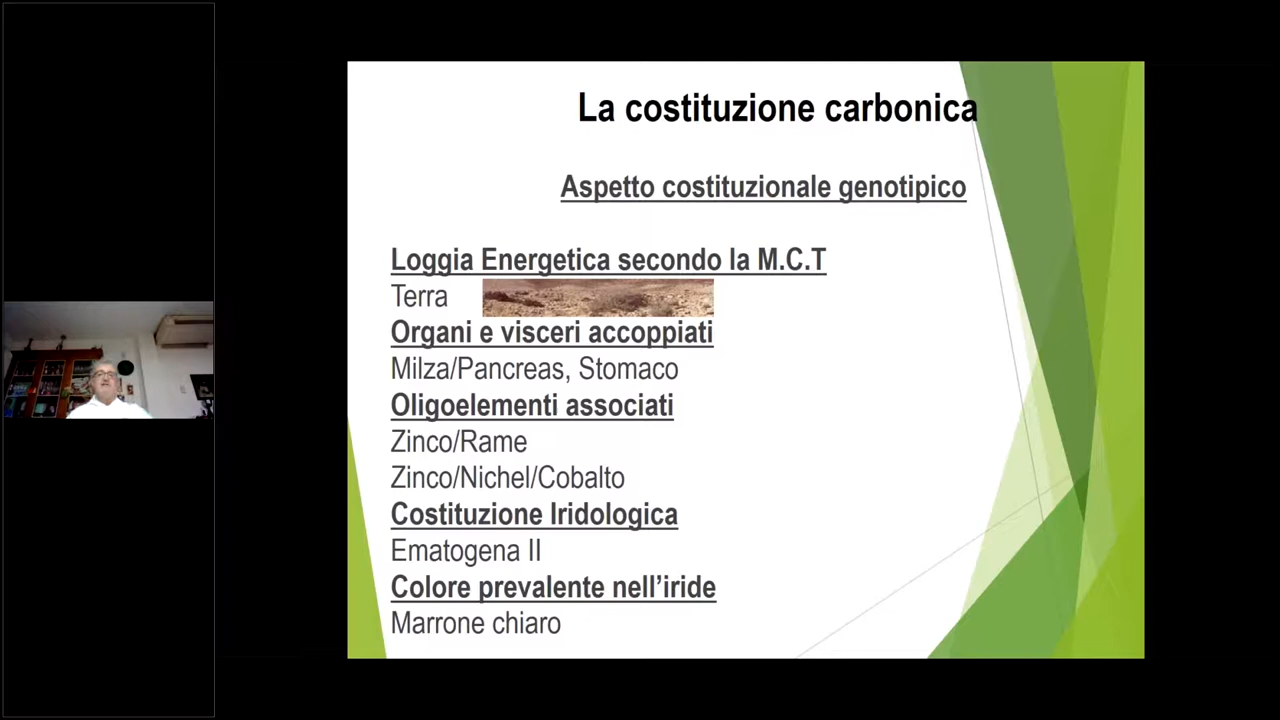 La costituzione carbonica
Aspetto costituzionale genotipico
Loggia Energetica secondo la M.C.T
Terra
Organi e visceri accoppiati
Milza/Pancreas, Stomaco
Oligoelementi associati
Zinco/Rame
Zinco/Nichel/Cobalto
Costituzione Iridologica
Ematogena II
Colore prevalente nell’iride
Marrone chiaro